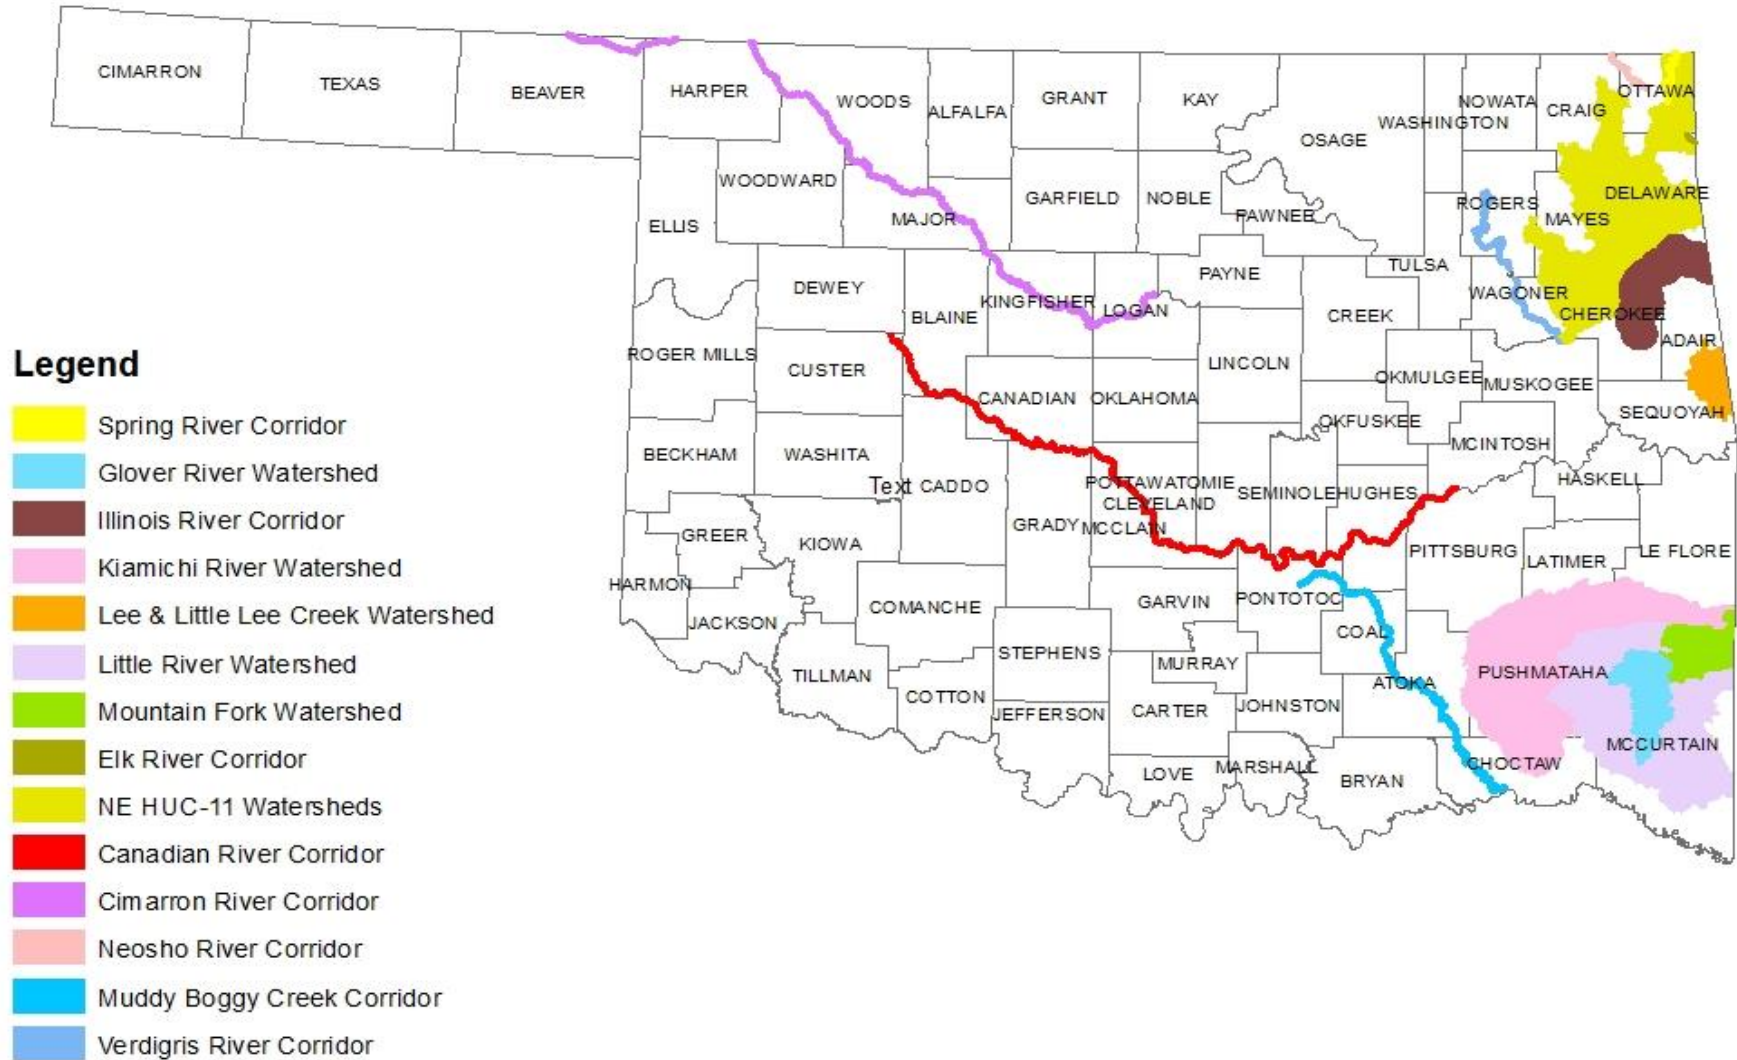 CIMARRON
TEXAS
BEAVER
HARPER
WOODS
ALFALFA
GRANT
KAY
OSAGE
WASHINGTON
NOWATA
CRAIG
OTTAWA
WOODWARD
ELLIS
MAJOR
GARFIELD
NOBLE
PAWNEE
ROGERS
MAYES
DELAWARE
DEWEY
BLAINE
KINGFISHER
LOGAN
PAYNE
TULSA
CREEK
WAGONER
CHEROKEE
ADAIR
ROGER MILLS
CUSTER
CANADIAN
OKLAHOMA
LINCOLN
OKMULGEE
MUSKOGEE
SEQUOYAH
OKFUSKEE
MCINTOSH
BECKHAM
WASHITA
Text
CADDO
GRADY
POTTAWATOMIE
CLEVELAND
MCCLAIN
SEMINOLE
HUGHES
HASKELL
GREER
KIOWA
PITTSBURG
LATIMER
LE FLORE
HARMON
JACKSON
COMANCHE
GARVIN
PONTOTOC
COAL
TILLMAN
COTTON
STEPHENS
MURRAY
ATOKA
PUSHMATAHA
JEFFERSON
CARTER
JOHNSTON
MCCURTAIN
LOVE
MARSHALL
BRYAN
CHOCTAW
Legend
Spring River Corridor
Glover River Watershed
Illinois River Corridor
Kiamichi River Watershed
Lee & Little Lee Creek Watershed
Little River Watershed
Mountain Fork Watershed
Elk River Corridor
NE HUC-11 Watersheds
Canadian River Corridor
Cimarron River Corridor
Neosho River Corridor
Muddy Boggy Creek Corridor
Verdigris River Corridor